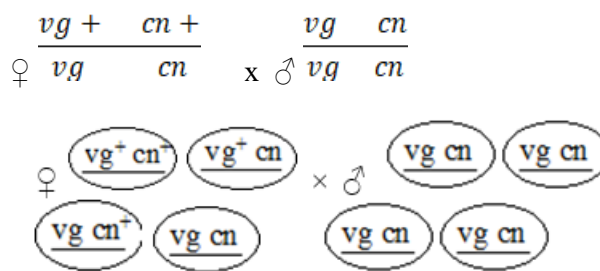 vg + cn + vg cn
♀ vg cn x ♂ vg cn
vg⁺ cn⁺ vg⁺ cn vg cn vg cn
♀ × ♂
vg cn⁺ vg cn vg cn vg cn